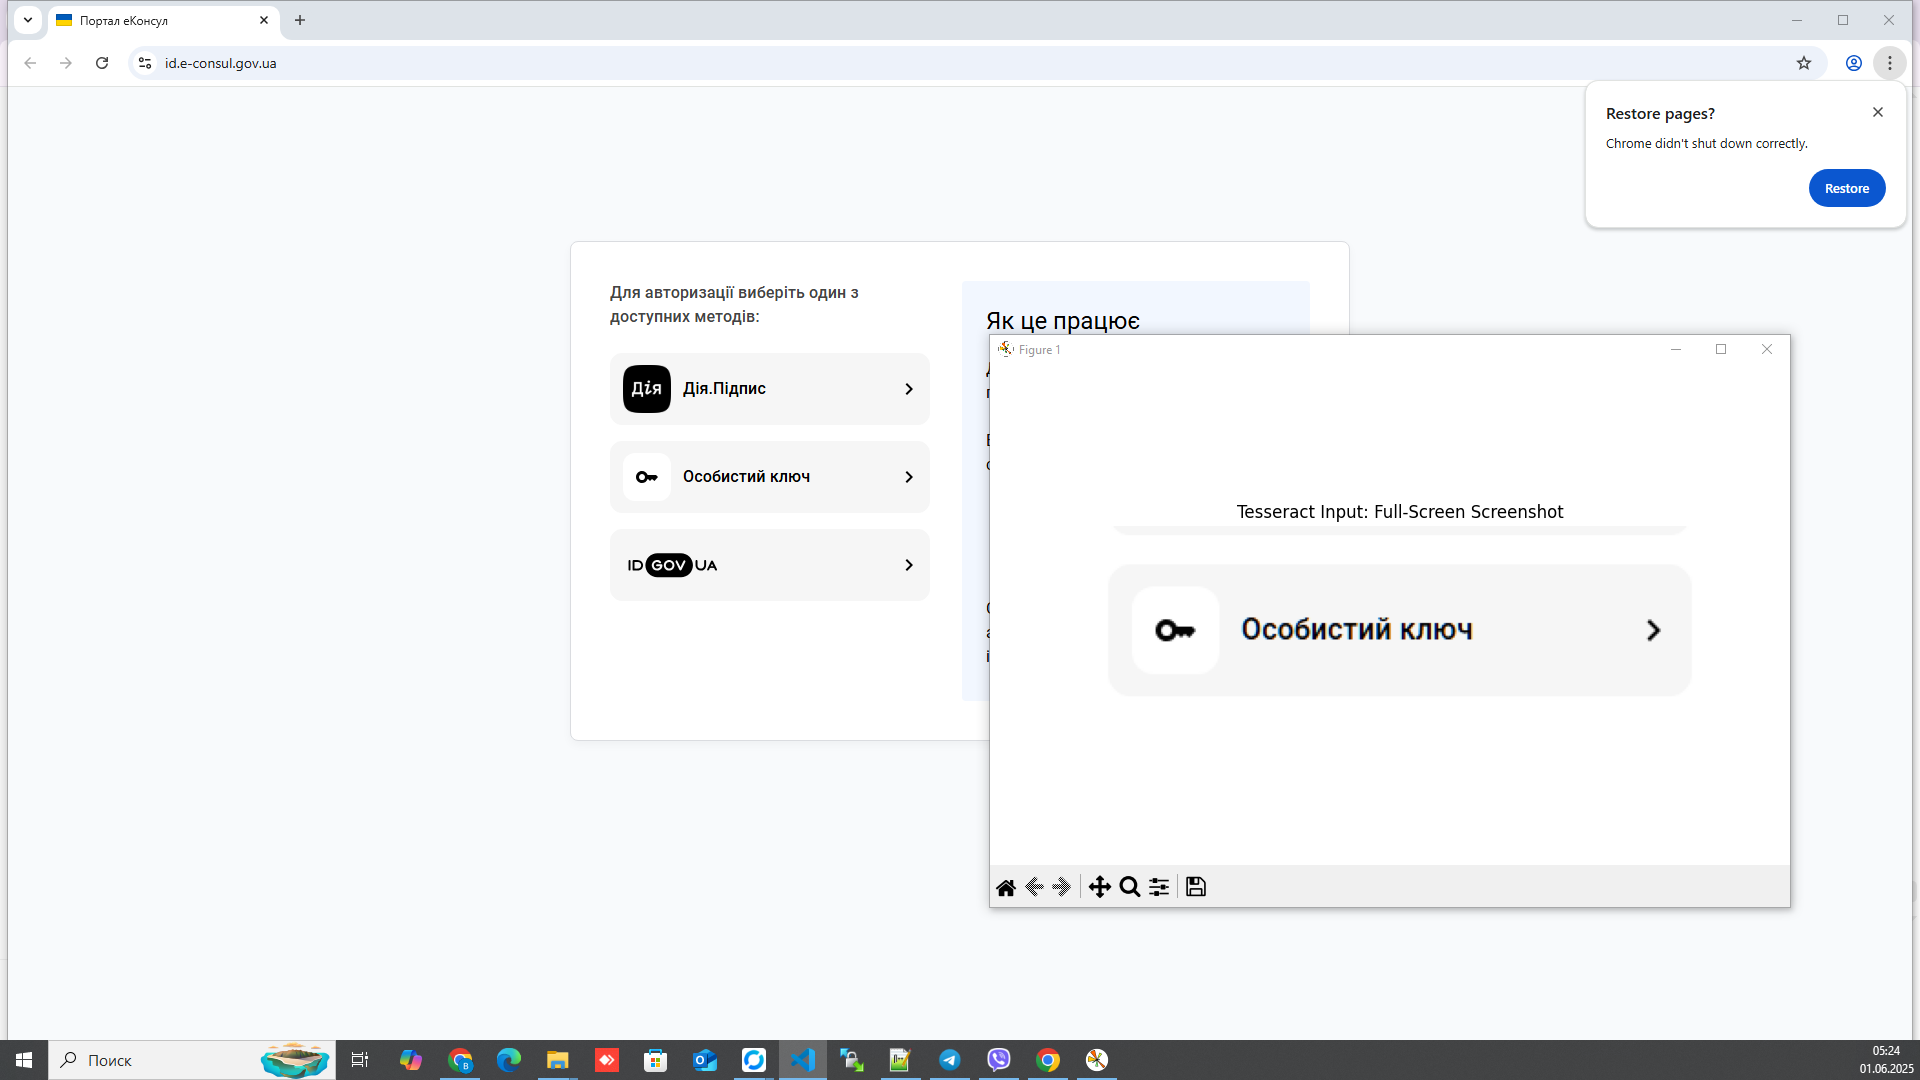 Портал еКонсул
id.e-consul.gov.ua
Restore pages?
Chrome didn't shut down correctly.
Restore
Для авторизації виберіть один з
доступних методів:
Дія
Дія.Підпис
Особистий ключ
ID GOV UA
Як це працює
Figure 1
Tesseract Input: Full-Screen Screenshot
Особистий ключ
Поиск
05:24
01.06.2025